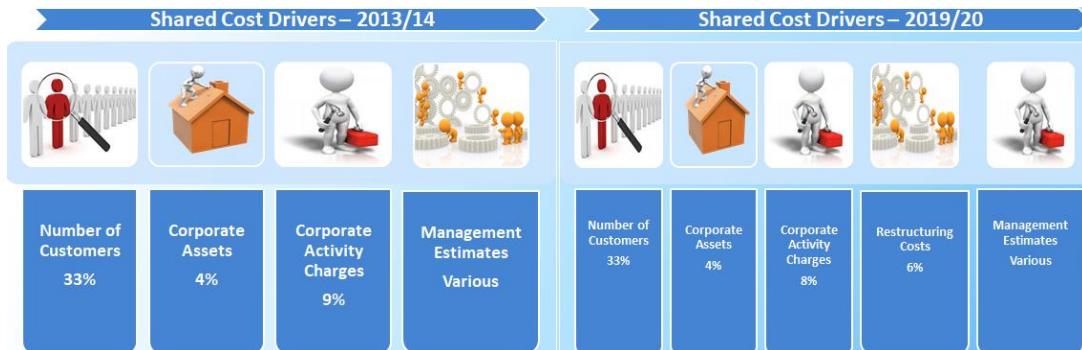 Shared Cost Drivers – 2013/14
Number of
Customers
33%
Corporate
Assets
4%
Corporate
Activity
Charges
9%
Management
Estimates
Various
Shared Cost Drivers – 2019/20
Number of
Customers
33%
Corporate
Assets
4%
Corporate
Activity
Charges
8%
Restructuring
Costs
6%
Management
Estimates
Various